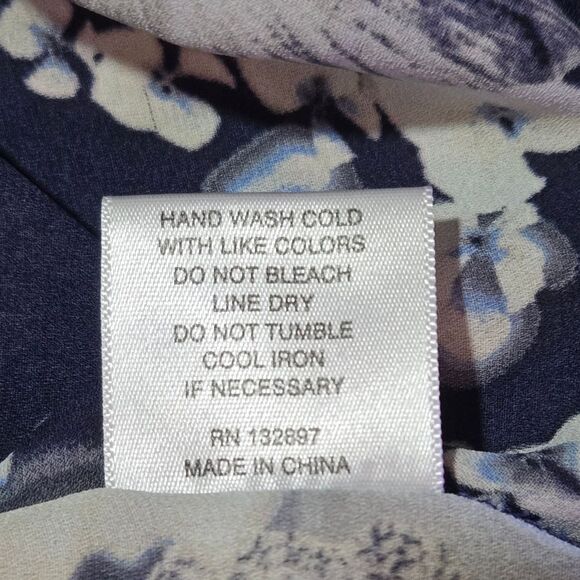 HAND WASH COLD
WITH LIKE COLORS
DO NOT BLEACH
LINE DRY
DO NOT TUMBLE
COOL IRON
IF NECESSARY
RN 132897
MADE IN CHINA